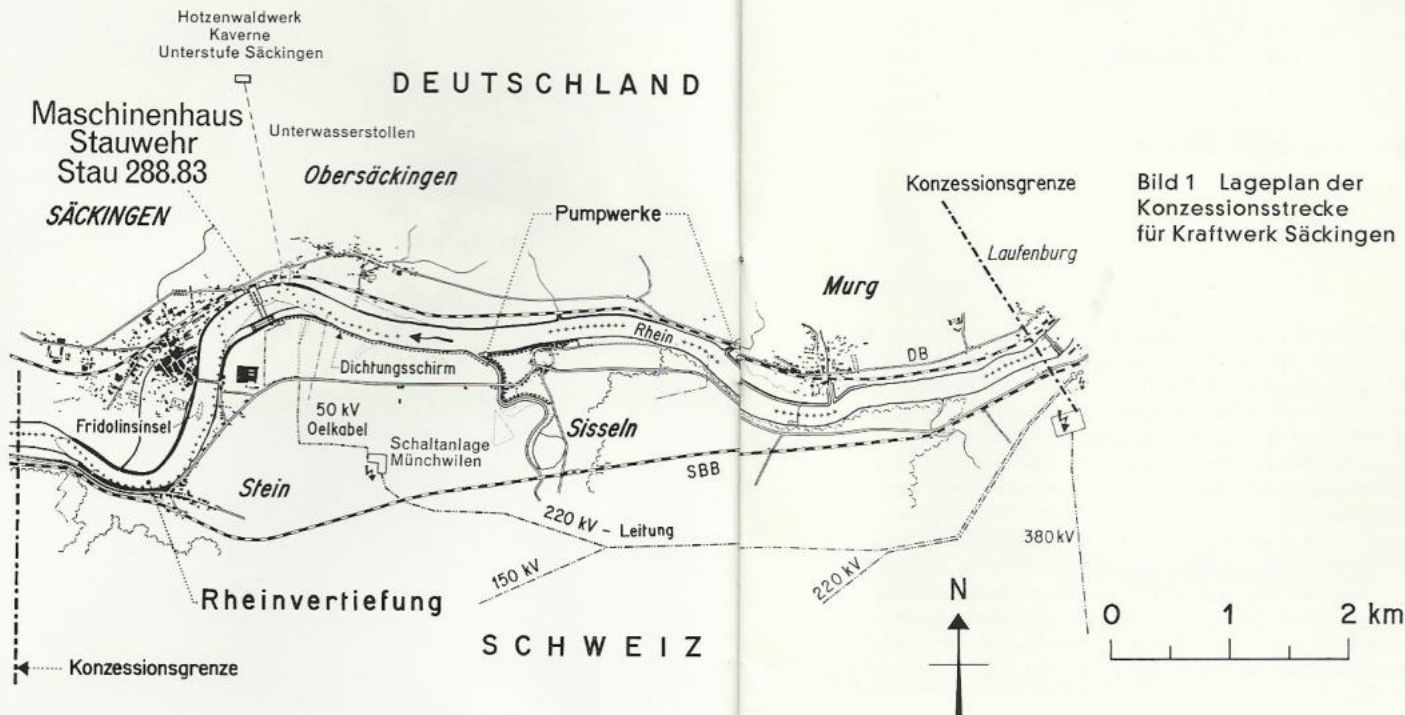 Hotzenwaldwerk
Kaverne
Unterstufe Säckingen
DEUTSCHLAND
Maschinenhaus
Stauwehr
Stau 288.83
SÄCKINGEN
Unterwasserstollen
Obersäckingen
Pumpwerke
Konzessionsgrenze
Laufenburg
Bild 1 Lageplan der
Konzessionsstrecke
für Kraftwerk Säckingen
Murg
Rhein
DB
Dichtungsschirm
Fridolinsinsel
50 kV
Oelkabel
Schaltanlage
Münchwilen
Sisseln
Stein
SBB
220 kV - Leitung
150 kV
220 kV
380 kV
Rheinvertiefung
N
0 1 2 km
SCHWEIZ
Konzessionsgrenze